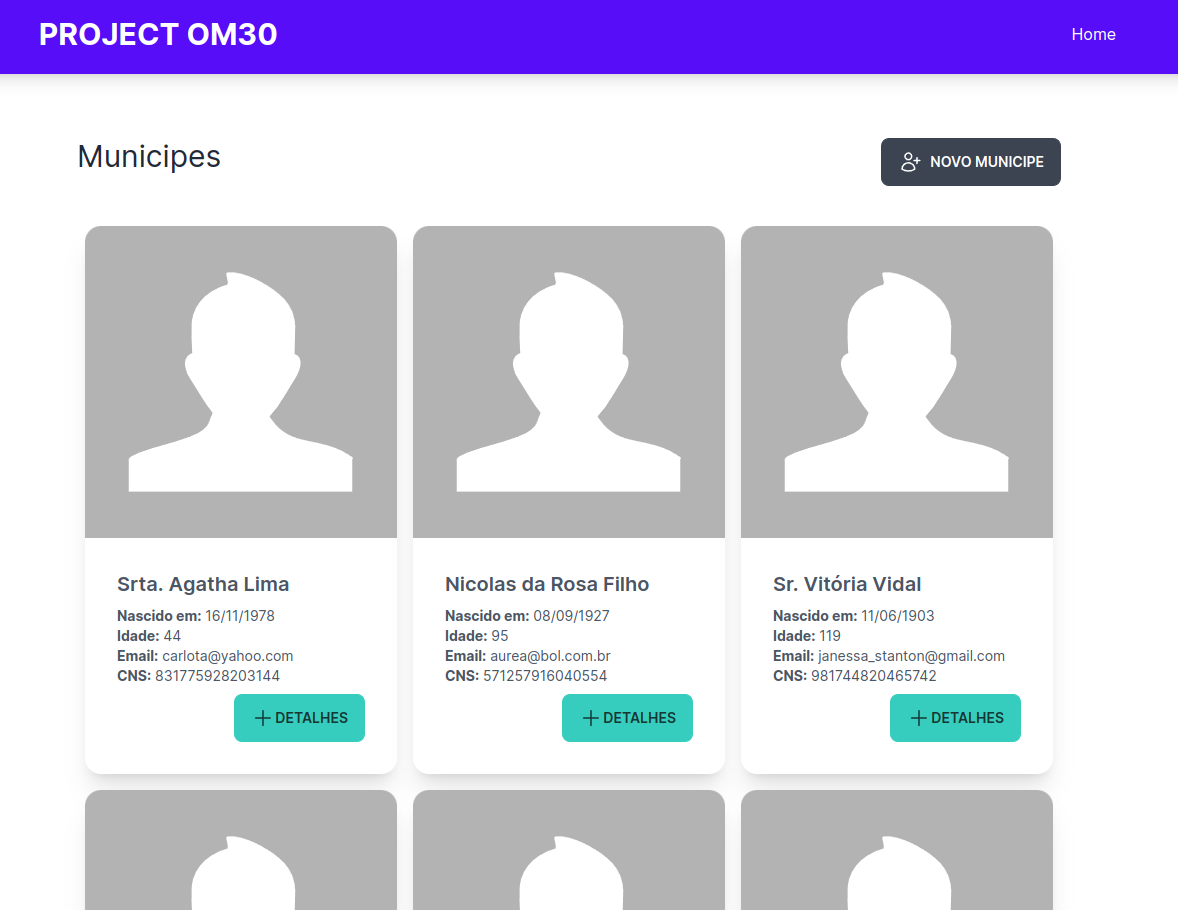 PROJECT OM30
Home
Municipes
NOVO MUNICIPE
Srta. Agatha Lima
Nascido em: 16/11/1978
Idade: 44
Email: carlota@yahoo.com
CNS: 831775928203144
DETALHES
Nicolas da Rosa Filho
Nascido em: 08/09/1927
Idade: 95
Email: aurea@bol.com.br
CNS: 571257916040554
DETALHES
Sr. Vitória Vidal
Nascido em: 11/06/1903
Idade: 119
Email: janessa_stanton@gmail.com
CNS: 981744820465742
DETALHES